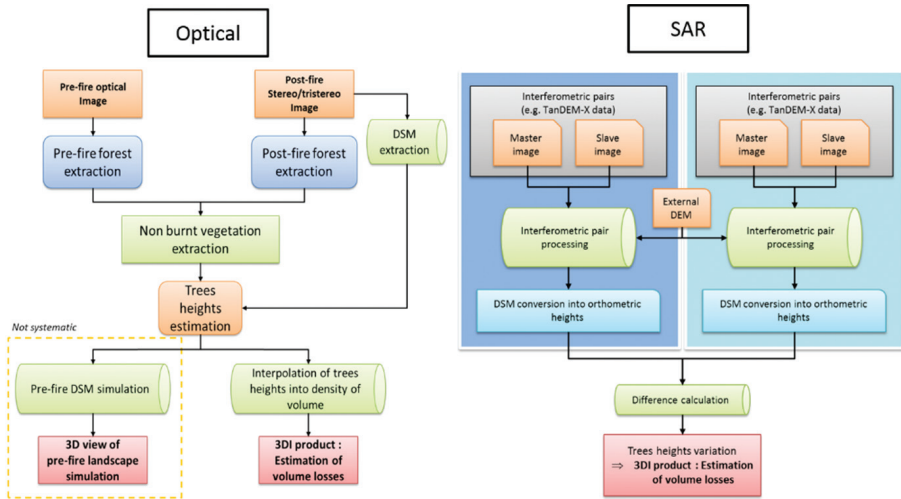 Optical
Pre-fire optical
Image
Post-fire
Stereo/tristereo
Image
DSM
extraction
Pre-fire forest
extraction
Post-fire forest
extraction
Non burnt vegetation
extraction
Trees
heights
estimation
Not systematic
Pre-fire DSM simulation
Interpolation of trees
heights into density of
volume
3D view of
pre-fire landscape
simulation
3DI product :
Estimation of
volume losses
SAR
Interferometric pairs
(e.g. TanDEM-X data)
Master
image
Slave
image
Interferometric pairs
(e.g. TanDEM-X data)
Master
image
Slave
image
External
DEM
Interferometric pair
processing
Interferometric pair
processing
DSM conversion into orthometric
heights
DSM conversion into orthometric
heights
Difference calculation
Trees heights variation
⇒ 3DI product : Estimation
of volume losses